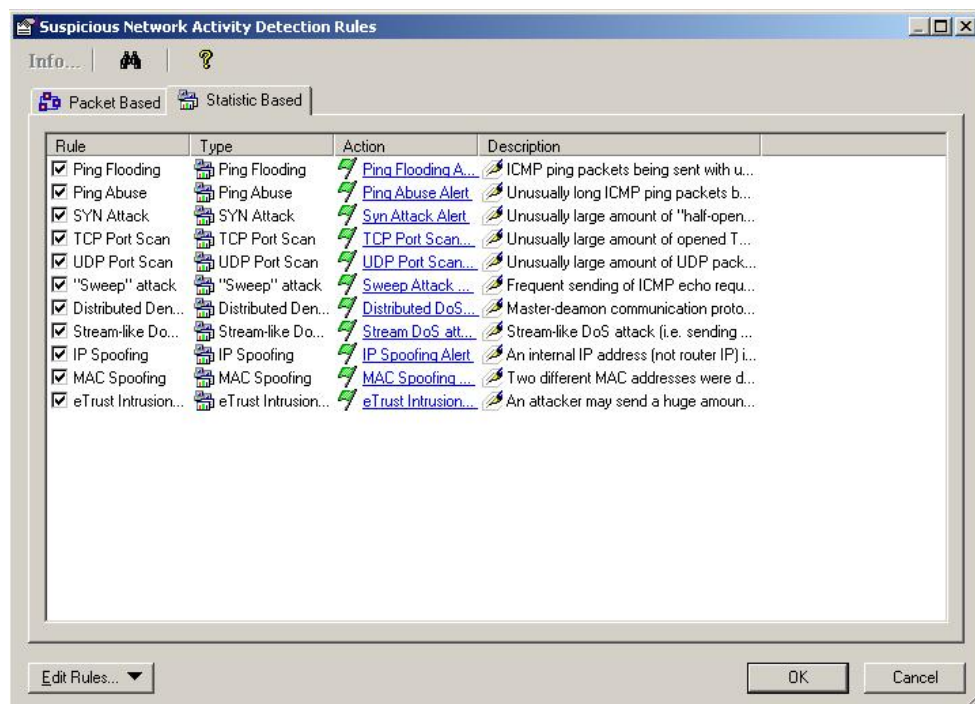 Suspicious Network Activity Detection Rules
Info...
Packet Based Statistic Based
Rule Type Action Description
Ping Flooding Ping Flooding Ping Flooding A... ICMP ping packets being sent with u...
Ping Abuse Ping Abuse Ping Abuse Alert Unusually long ICMP ping packets b...
SYN Attack SYN Attack Syn Attack Alert Unusually large amount of "half-open...
TCP Port Scan TCP Port Scan TCP Port Scan... Unusually large amount of opened T...
UDP Port Scan UDP Port Scan UDP Port Scan... Unusually large amount of UDP pack...
"Sweep" attack "Sweep" attack Sweep Attack ... Frequent sending of ICMP echo requ...
Distributed Den... Distributed Den... Distributed DoS... Master-deamon communication proto...
Stream-like Do... Stream-like Do... Stream DoS att... Stream-like DoS attack (i.e. sending ...
IP Spoofing IP Spoofing IP Spoofing Alert An internal IP address (not router IP) i...
MAC Spoofing MAC Spoofing MAC Spoofing ... Two different MAC addresses were d...
eTrust Intrusion... eTrust Intrusion... eTrust Intrusion... An attacker may send a huge amoun...
Edit Rules... OK Cancel